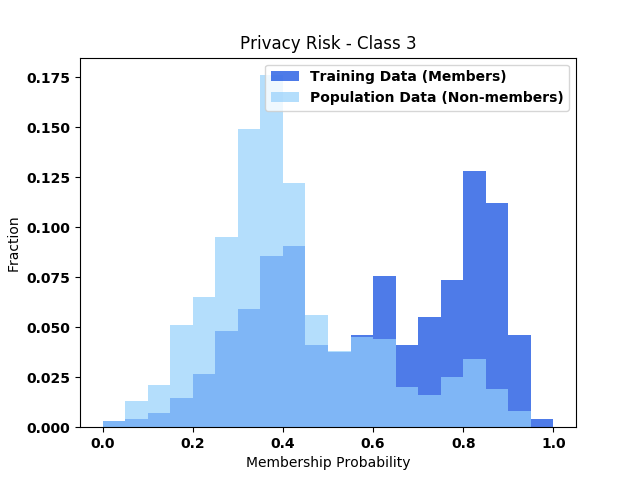 Privacy Risk - Class 3
Training Data (Members)
Population Data (Non-members)
0.175
0.150
0.125
0.100
0.075
0.050
0.025
0.000
Fraction
0.0 0.2 0.4 0.6 0.8 1.0
Membership Probability